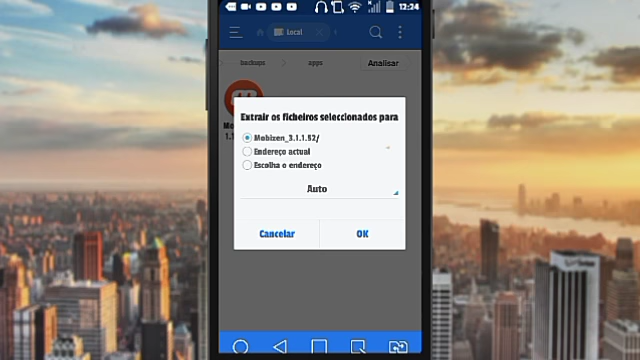 12:24
Local
backups
apps
Analisar
Extrair os ficheiros seleccionados para
Mobizen_3.1.1.52/
Endereço actual
Escolha o endereço
Auto
Cancelar
OK